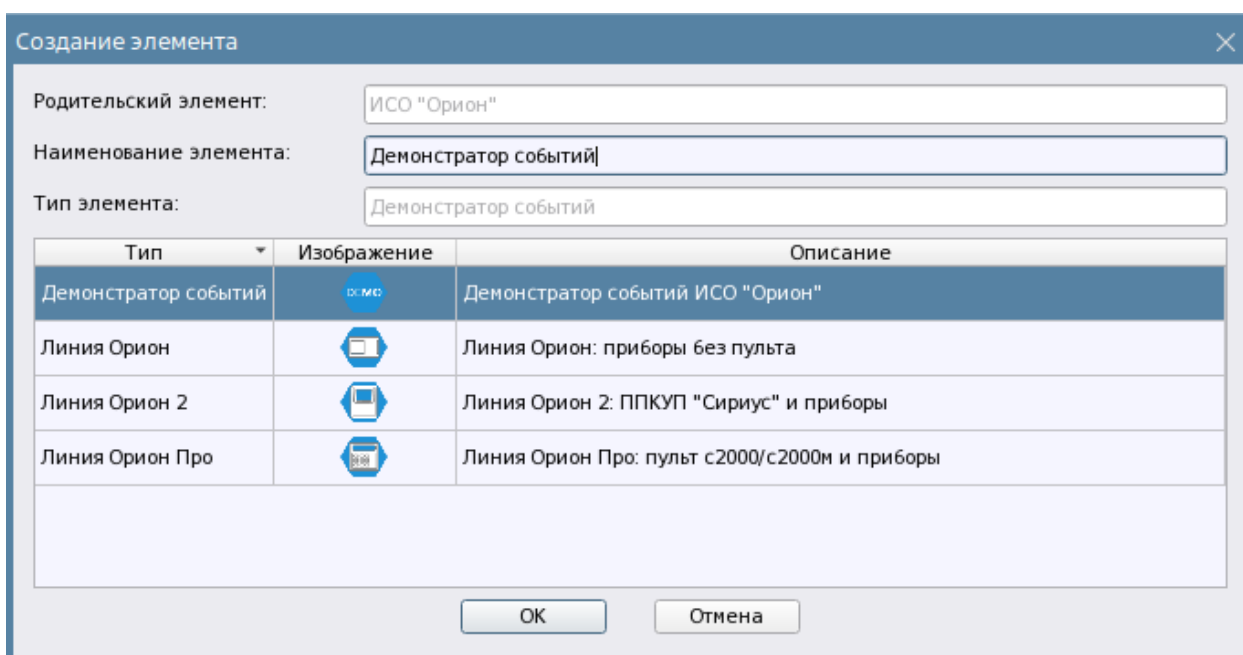 Создание элемента
Родительский элемент: ИСО "Орион"
Наименование элемента: Демонстратор событий
Тип элемента: Демонстратор событий
Тип Изображение Описание
Демонстратор событий DEMO Демонстратор событий ИСО "Орион"
Линия Орион Линия Орион: приборы без пульта
Линия Орион 2 Линия Орион 2: ППКУП "Сириус" и приборы
Линия Орион Про Линия Орион Про: пульт с2000/с2000м и приборы
OK Отмена